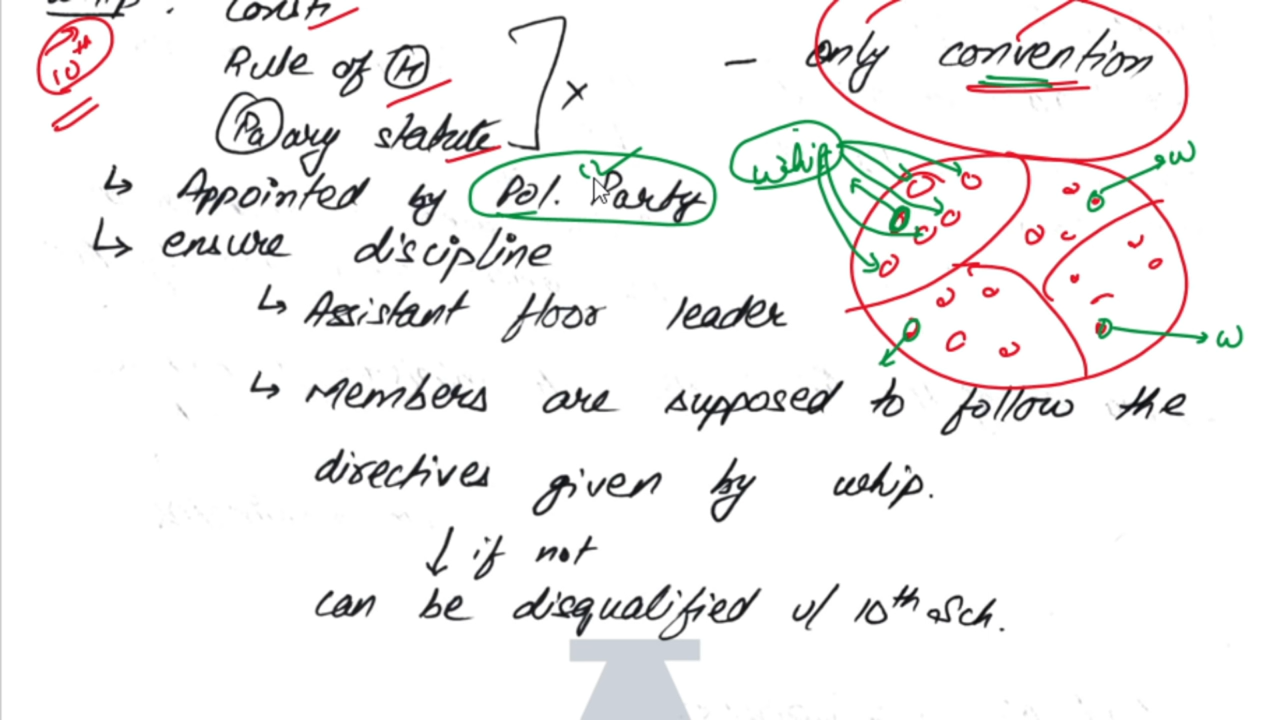 whip : Consti
10th
Rule of (H)
(Pa)ary statute ] ×
- only convention
whip
w
↳ Appointed by Pol. Party
↳ ensure discipline
↳ Assistant floor leader
w
↳ Members are supposed to follow the
directives given by whip.
↓ if not
can be disqualified u/ 10th Sch.